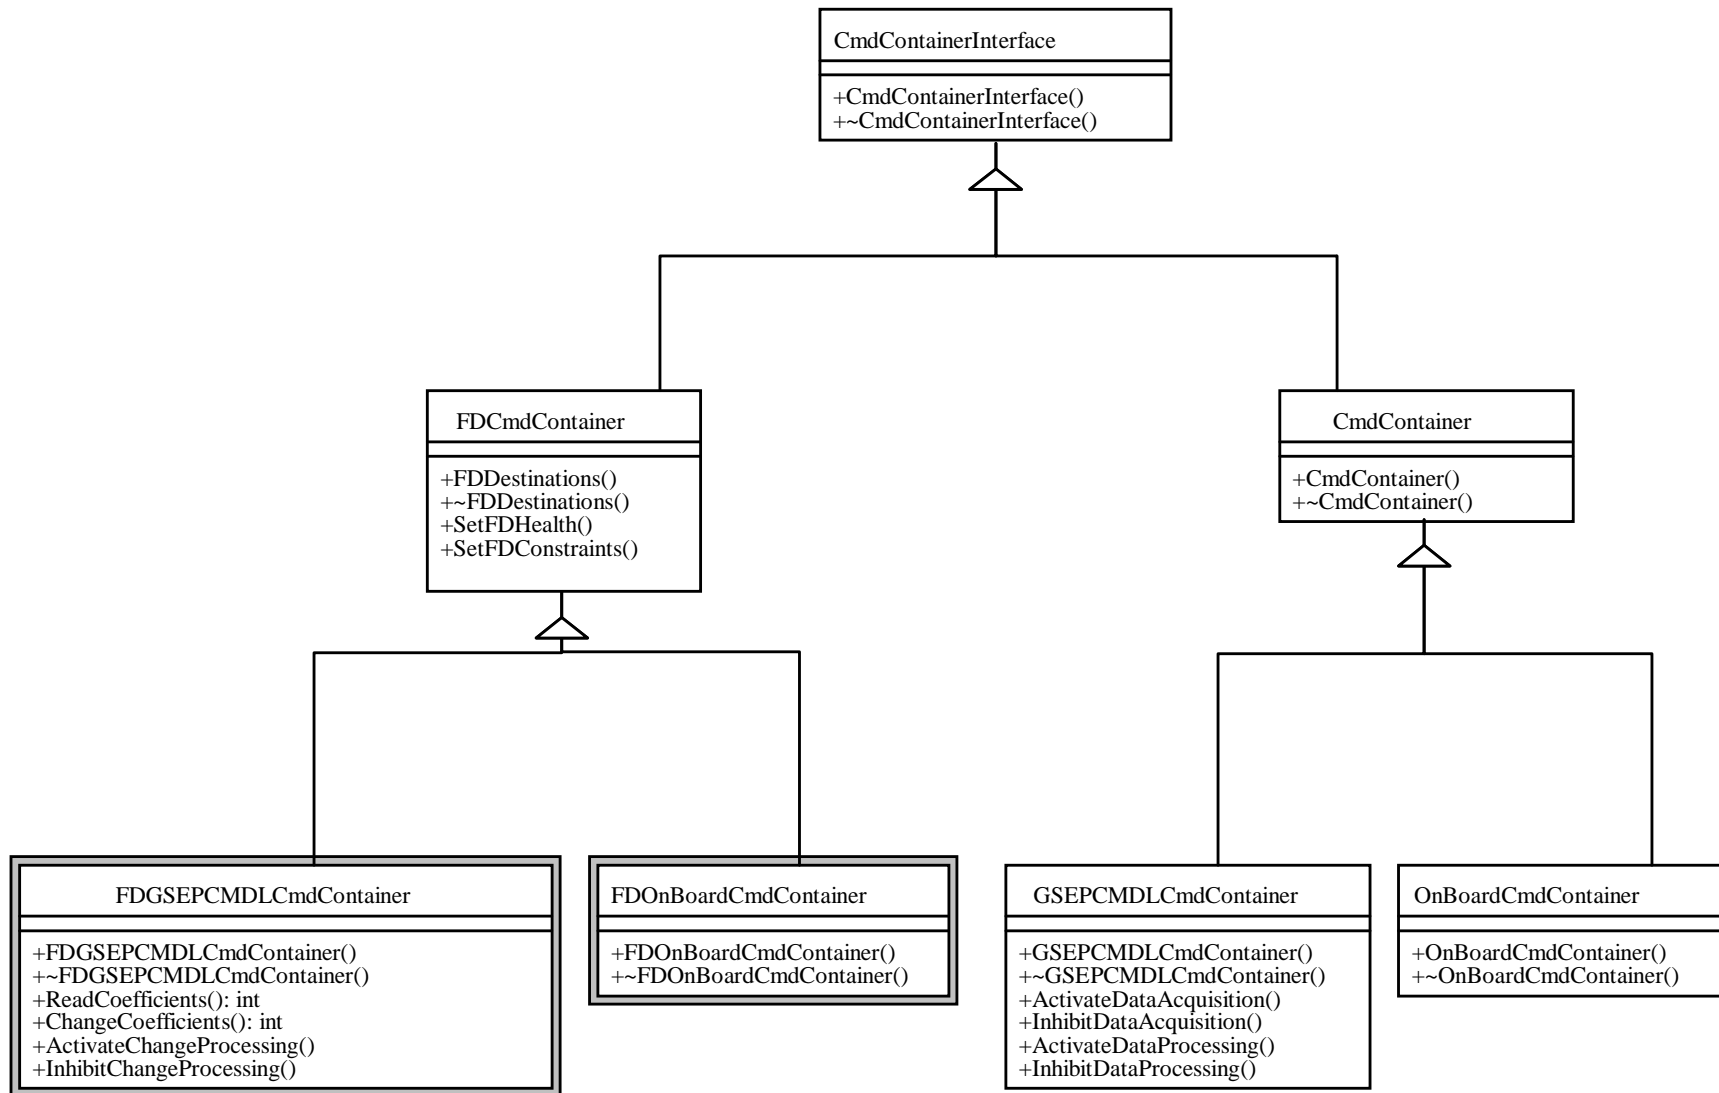 CmdContainerInterface
+CmdContainerInterface()
+~CmdContainerInterface()
FDCmdContainer
+FDDestinations()
+~FDDestinations()
+SetFDHealth()
+SetFDConstraints()
CmdContainer
+CmdContainer()
+~CmdContainer()
FDGSEPCMDLCmdContainer
+FDGSEPCMDLCmdContainer()
+~FDGSEPCMDLCmdContainer()
+ReadCoefficients(): int
+ChangeCoefficients(): int
+ActivateChangeProcessing()
+InhibitChangeProcessing()
FDOnBoardCmdContainer
+FDOnBoardCmdContainer()
+~FDOnBoardCmdContainer()
GSEPCMDLCmdContainer
+GSEPCMDLCmdContainer()
+~GSEPCMDLCmdContainer()
+ActivateDataAcquisition()
+InhibitDataAcquisition()
+ActivateDataProcessing()
+InhibitDataProcessing()
OnBoardCmdContainer
+OnBoardCmdContainer()
+~OnBoardCmdContainer()